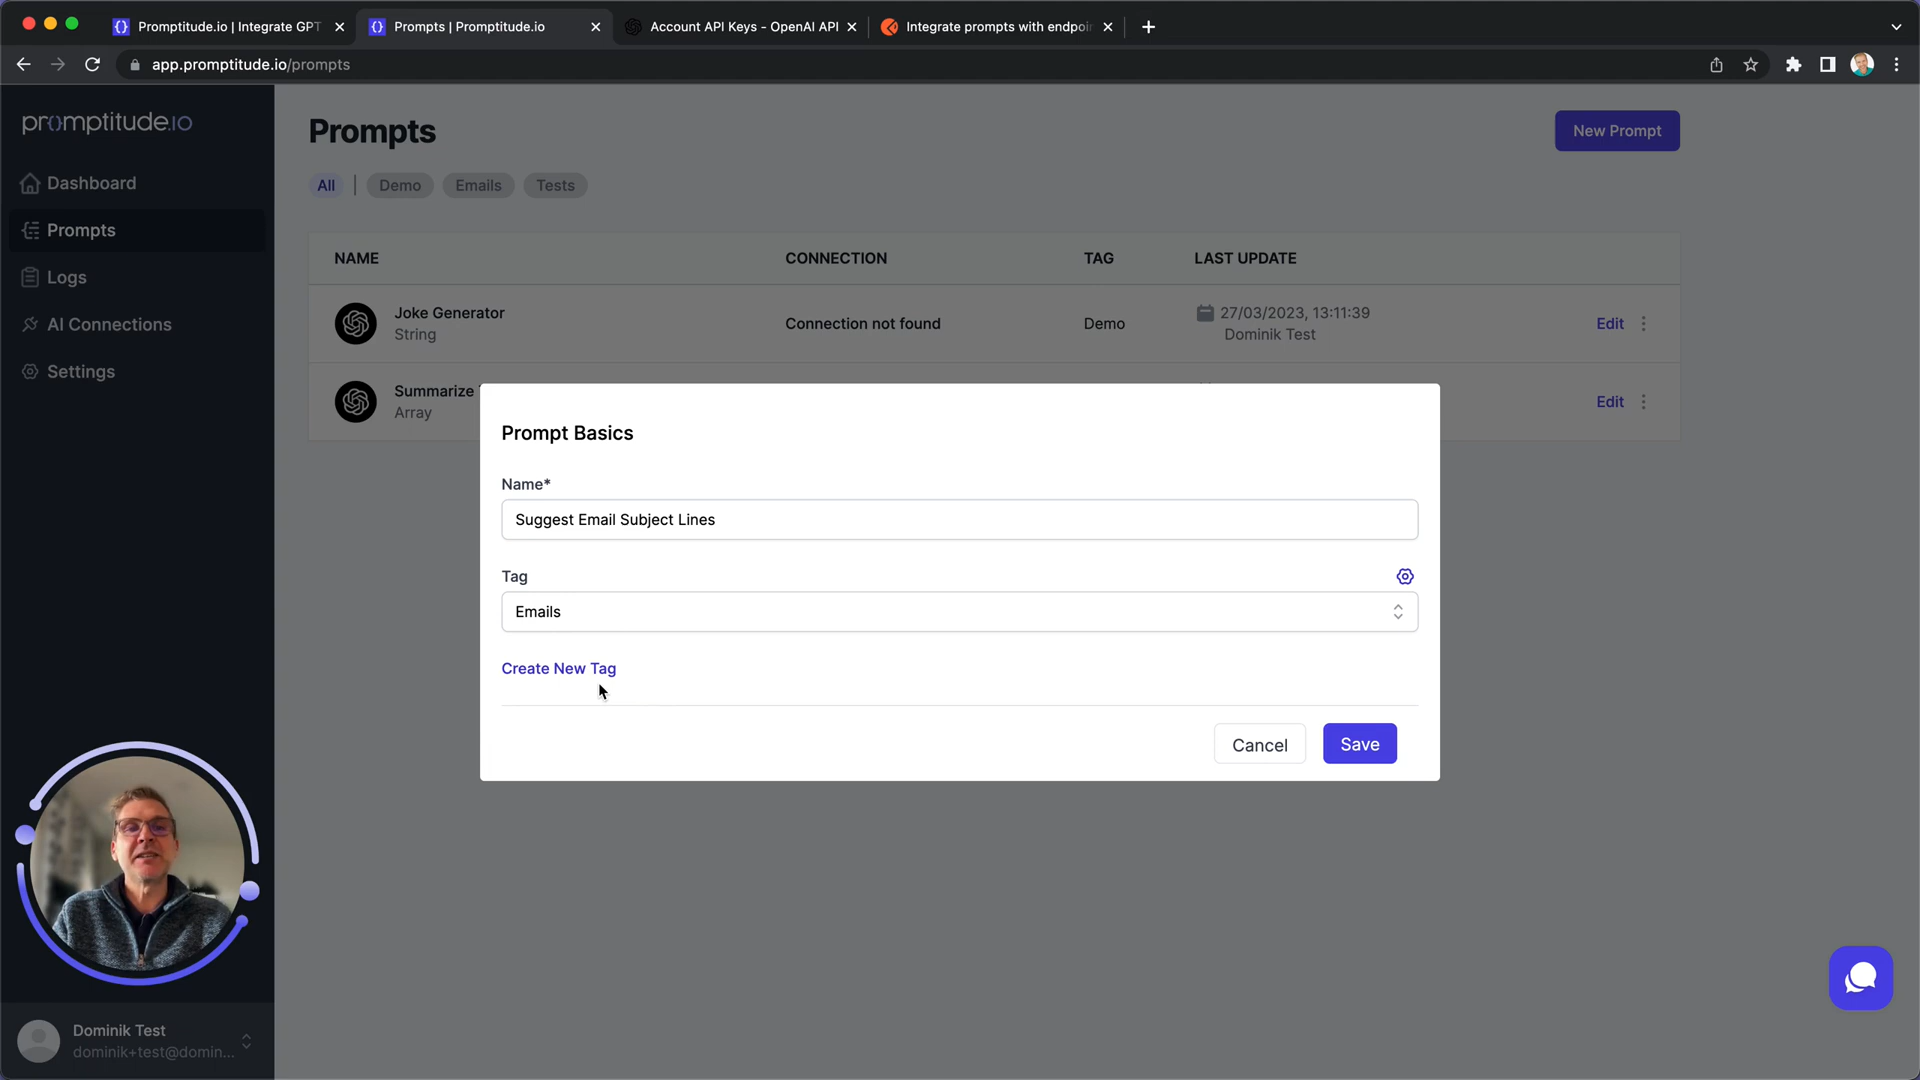 Promptitude.io | Integrate GPT
Prompts | Promptitude.io
Account API Keys - OpenAI API
Integrate prompts with endpoin
app.promptitude.io/prompts
promptitude.io
Dashboard
Prompts
Logs
AI Connections
Settings
Prompts
New Prompt
All | Demo Emails Tests
NAME CONNECTION TAG LAST UPDATE
Joke Generator
String
Connection not found
Demo
27/03/2023, 13:11:39
Dominik Test
Edit
Summarize
Array
Edit
Prompt Basics
Name*
Suggest Email Subject Lines
Tag
Emails
Create New Tag
Cancel
Save
Dominik Test
dominik+test@domin...